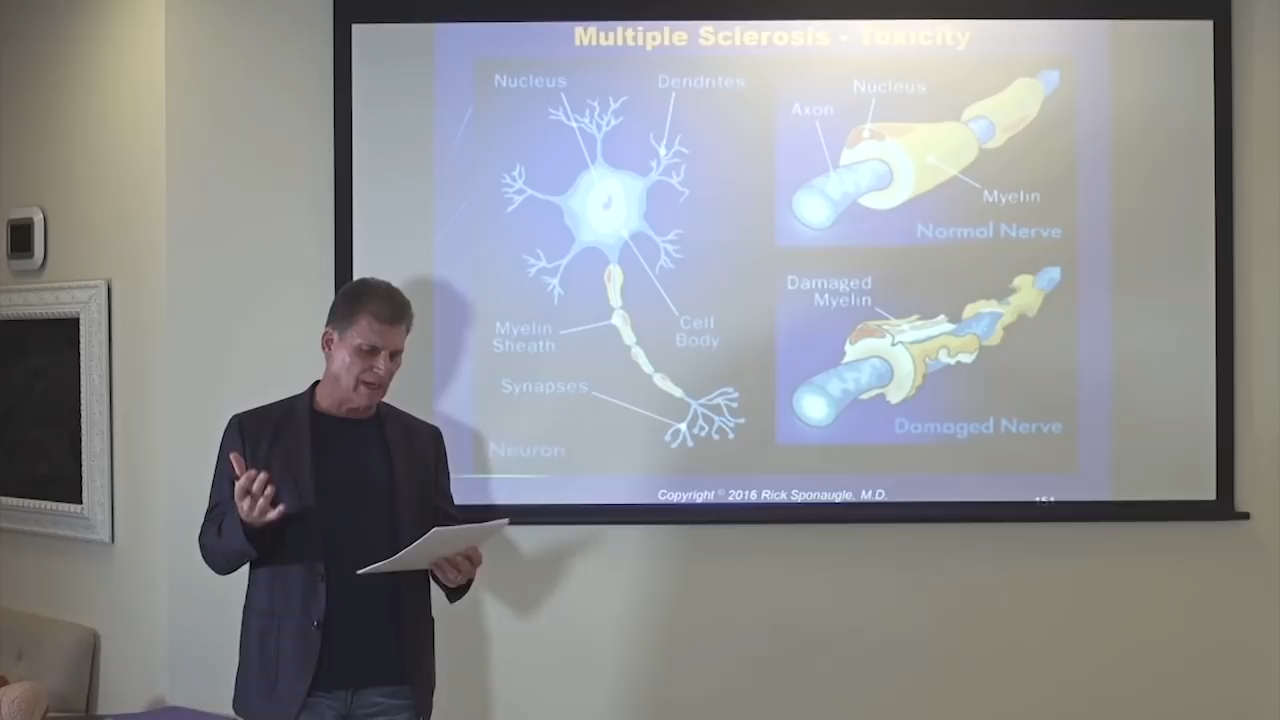 Multiple Sclerosis - Toxicity
Nucleus
Dendrites
Myelin
Sheath
Cell
Body
Synapses
Neuron
Nucleus
Axon
Myelin
Normal Nerve
Damaged
Myelin
Damaged Nerve
Copyright © 2016 Rick Sponaugle, M.D.
151